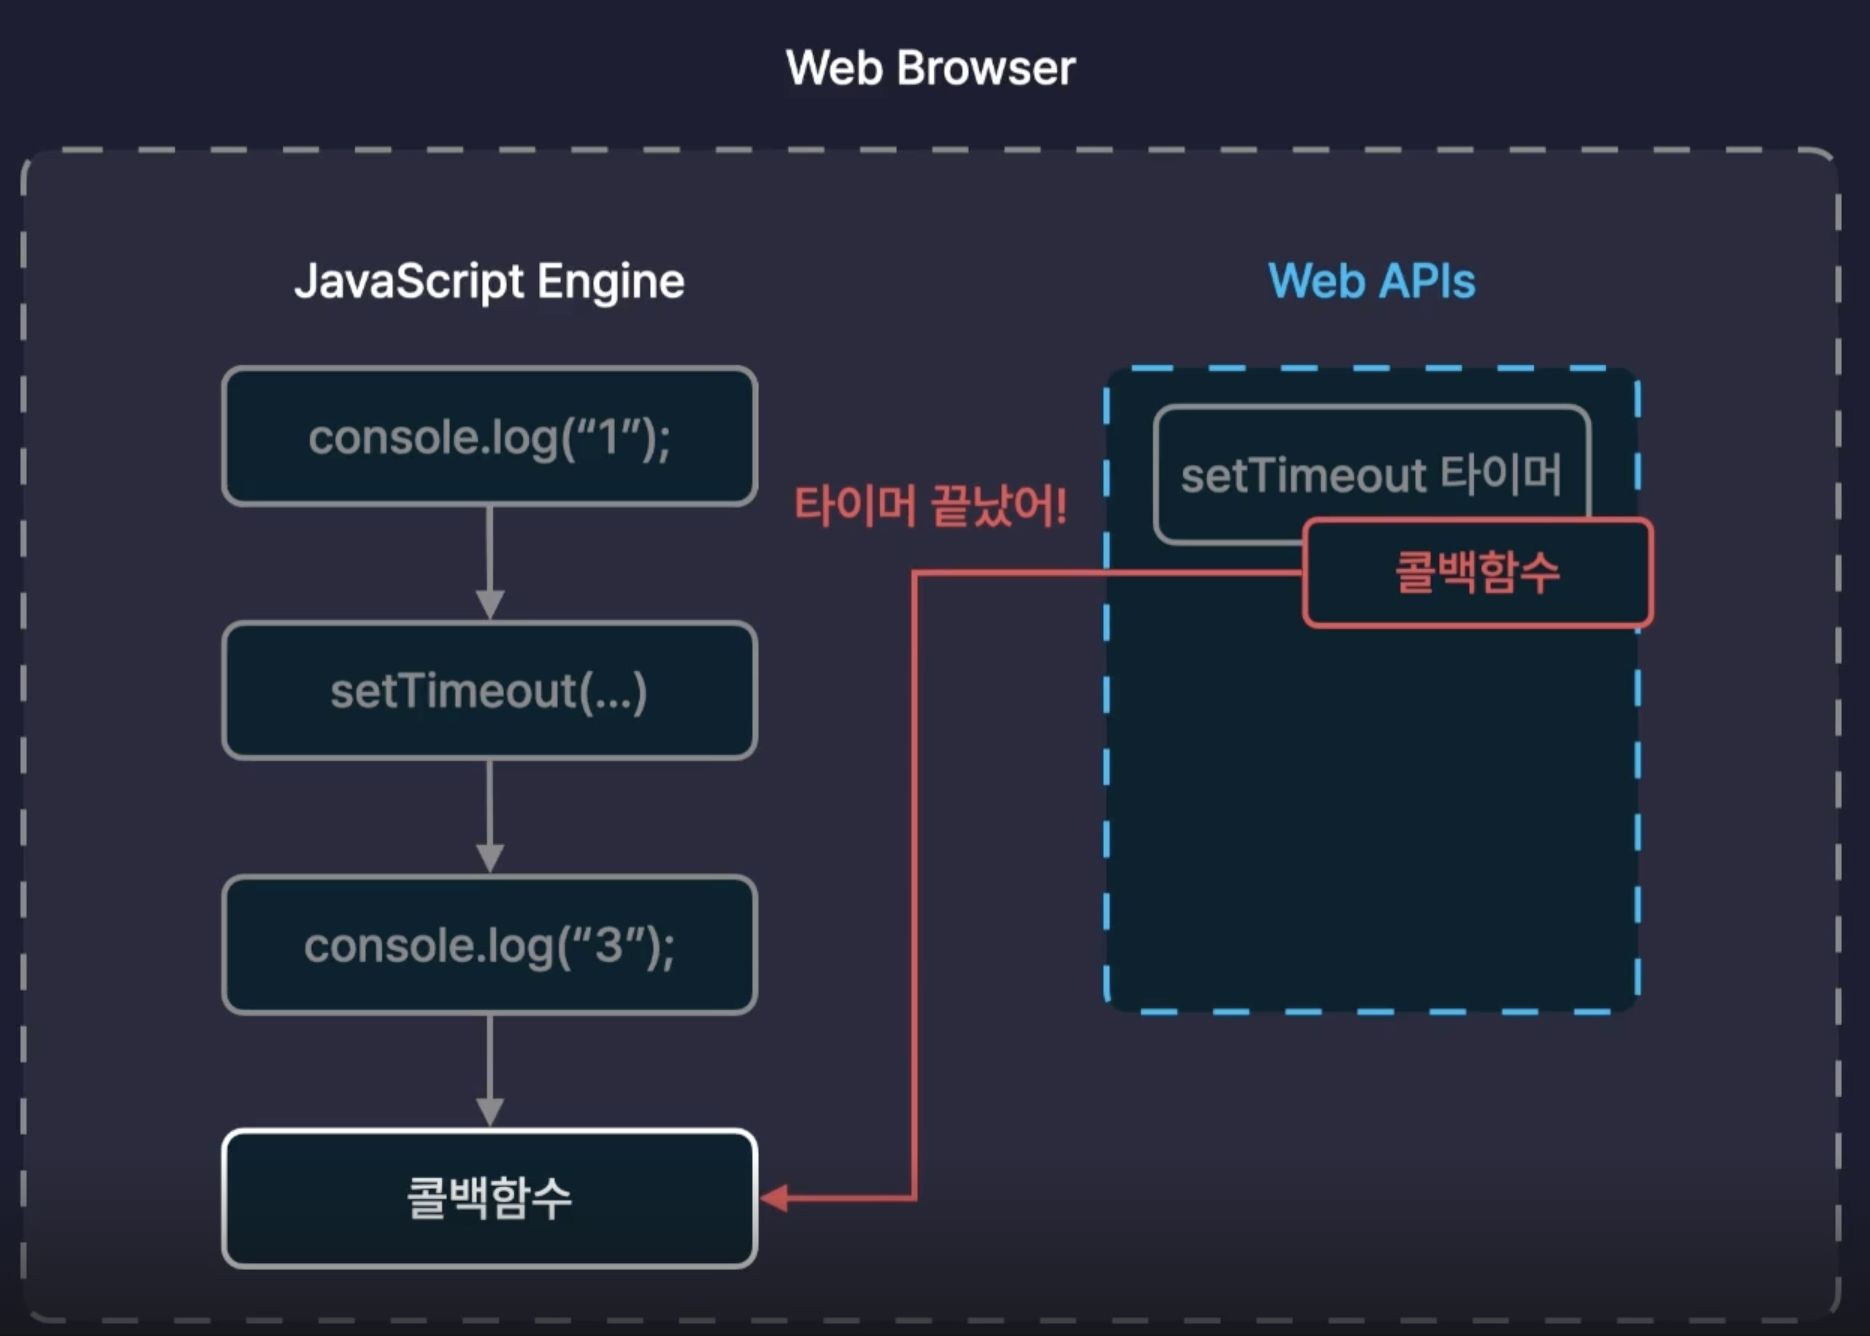 Web Browser
JavaScript Engine
Web APIs
console.log(“1”);
setTimeout 타이머
타이머 끝났어!
콜백함수
setTimeout(...)
console.log(“3”);
콜백함수